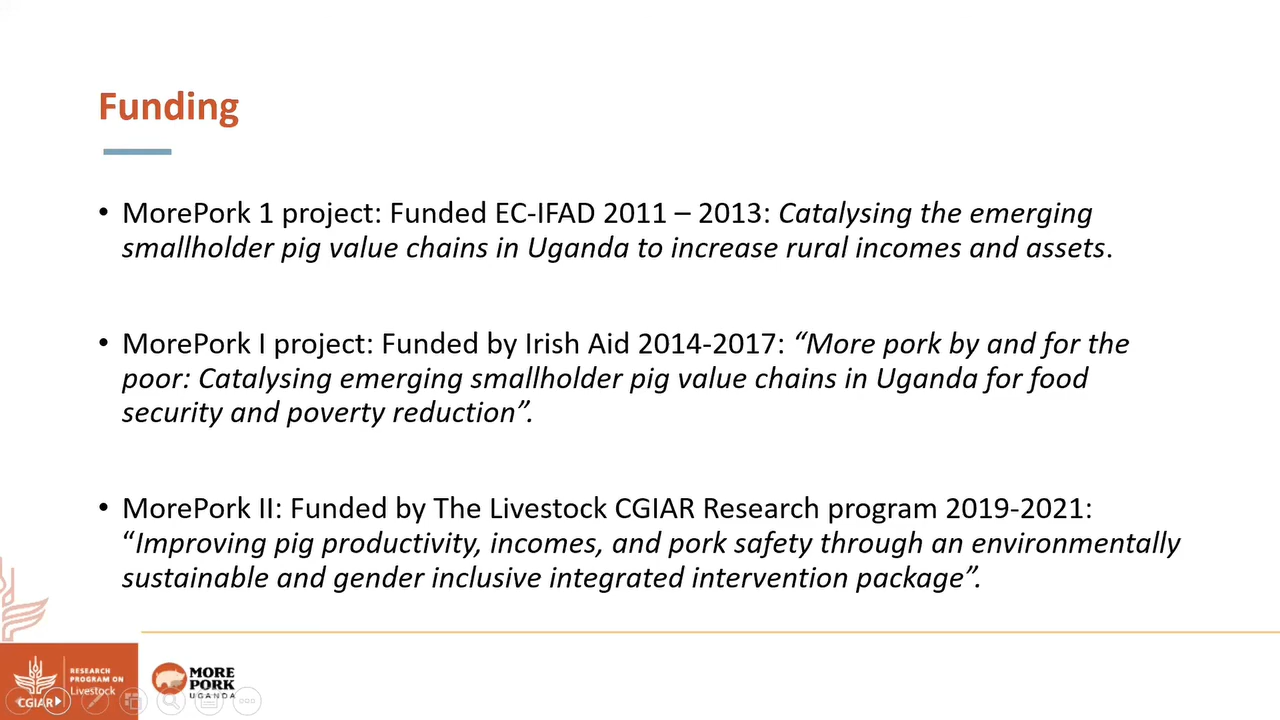 Funding
• MorePork 1 project: Funded EC-IFAD 2011 – 2013: Catalysing the emerging
smallholder pig value chains in Uganda to increase rural incomes and assets.
• MorePork I project: Funded by Irish Aid 2014-2017: “More pork by and for the
poor: Catalysing emerging smallholder pig value chains in Uganda for food
security and poverty reduction”.
• MorePork II: Funded by The Livestock CGIAR Research program 2019-2021:
“Improving pig productivity, incomes, and pork safety through an environmentally
sustainable and gender inclusive integrated intervention package”.
RESEARCH
PROGRAM ON
Livestock
CGIAR
MORE
PORK
UGANDA